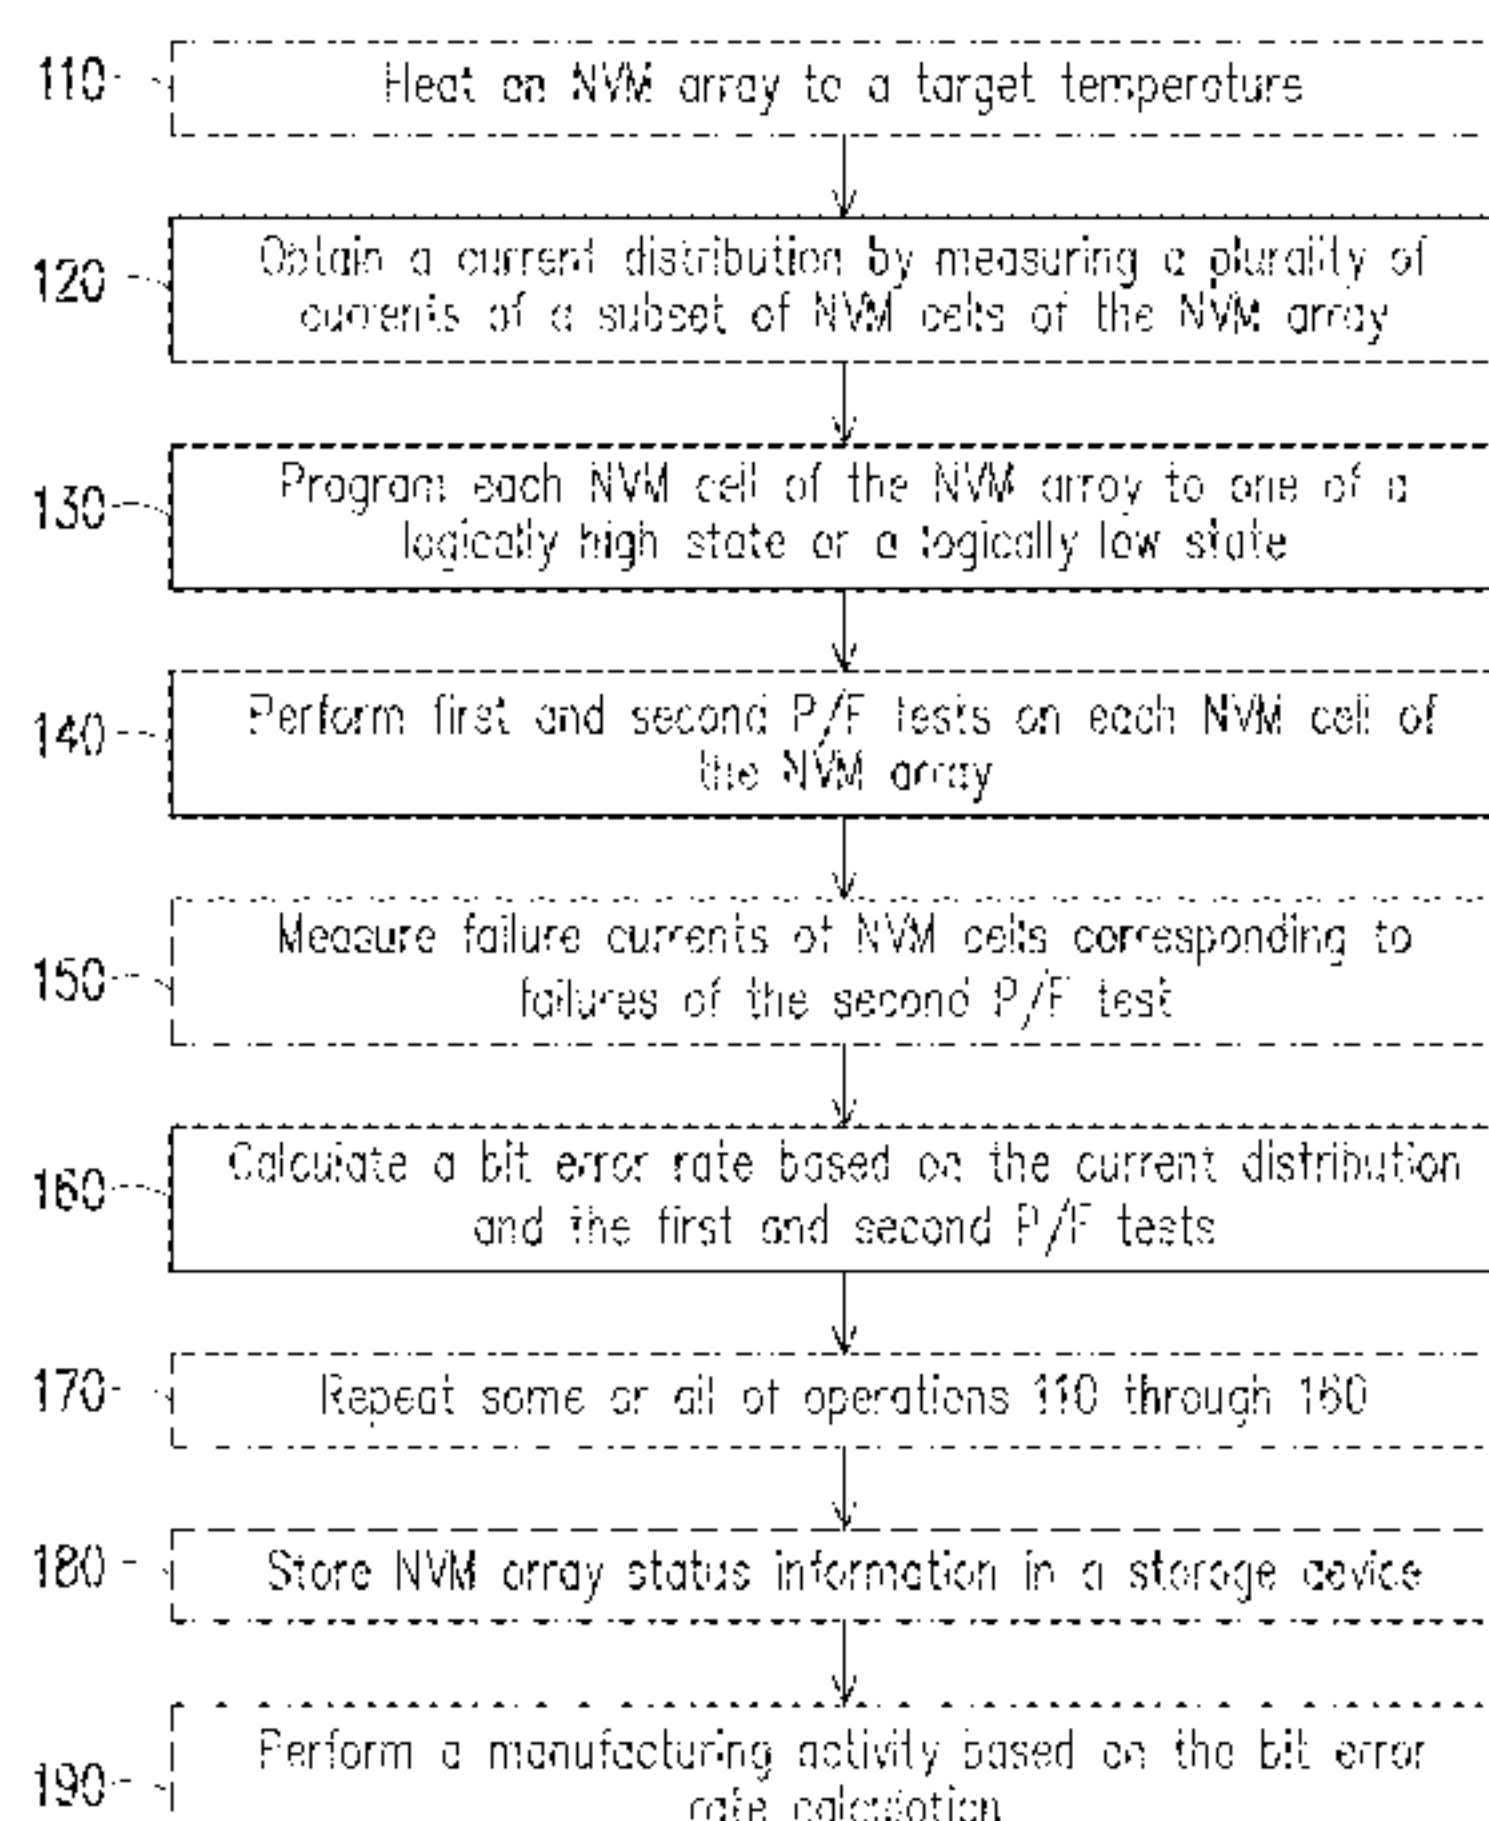 110 Heat an NVM array to a target temperature
120 Obtain a current distribution by measuring a plurality of
currents of a subset of NVM cells of the NVM array
130 Program each NVM cell of the NVM array to one of a
logically high state or a logically low state
140 Perform first and second P/F tests on each NVM cell of
the NVM array
150 Measure failure currents of NVM cells corresponding to
failures of the second P/F test
160 Calculate a bit error rate based on the current distribution
and the first and second P/F tests
170 Repeat some or all of operations 110 through 160
180 Store NVM array status information in a storage device
190 Perform a manufacturing activity based on the bit error
rate calculation